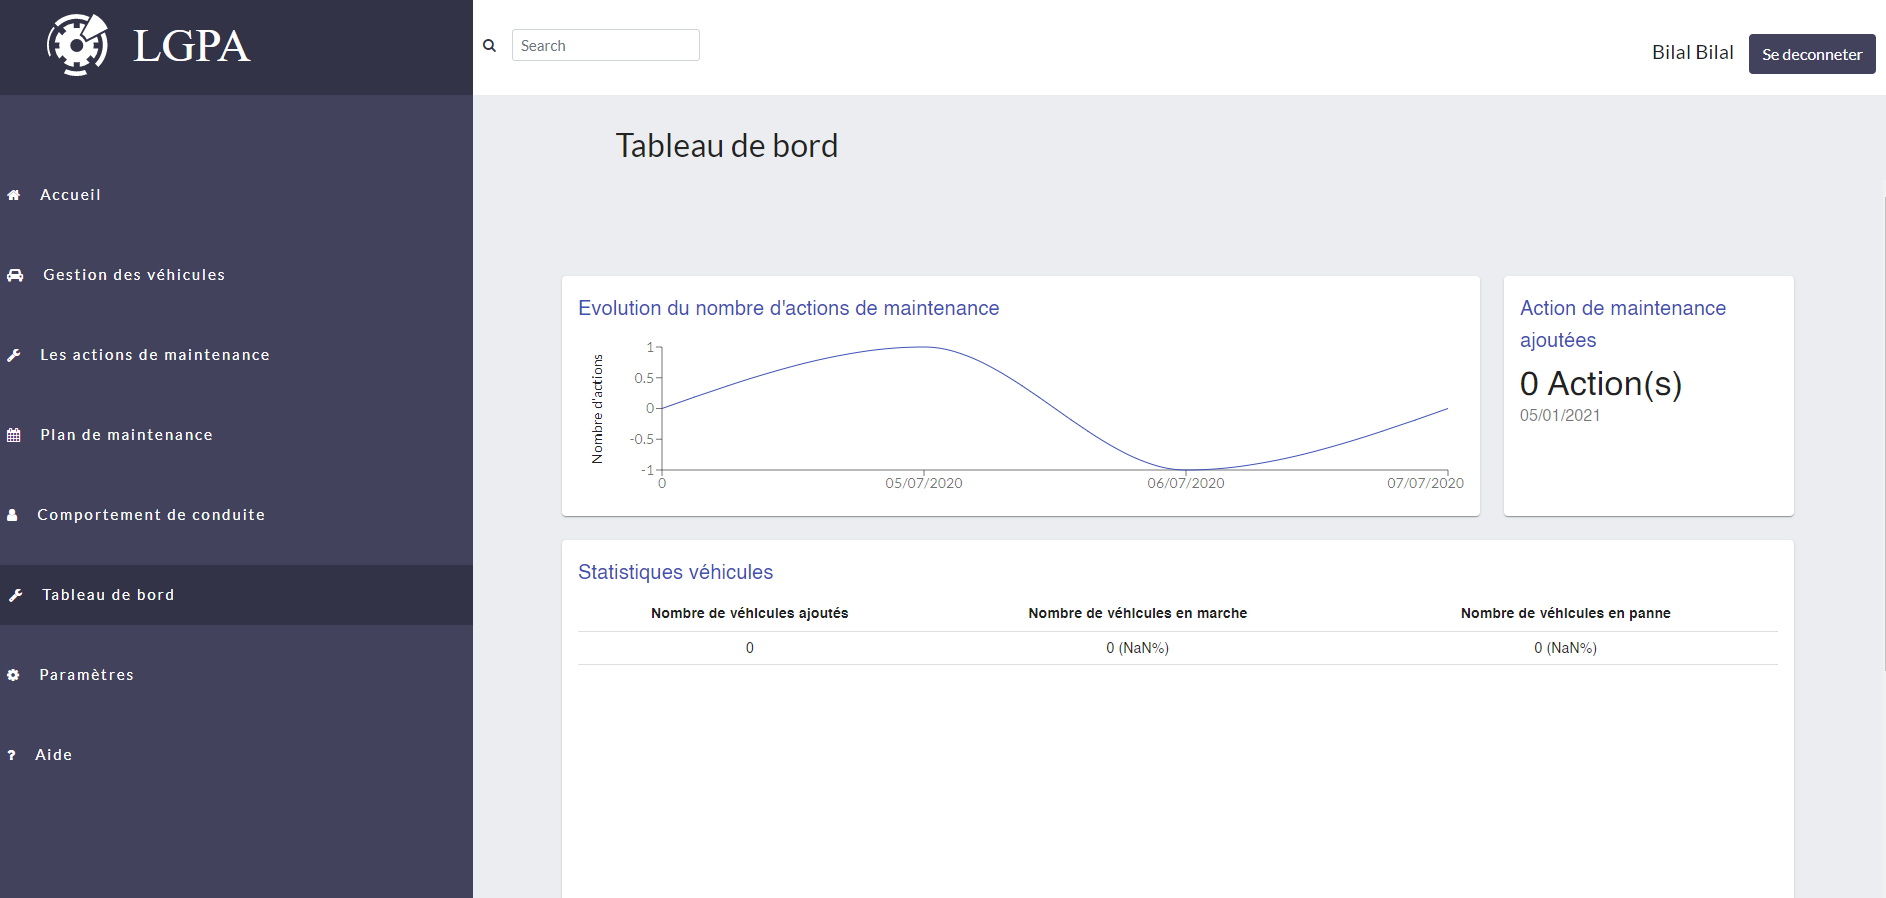 LGPA
Search
Bilal Bilal
Se deconneter
Accueil
Gestion des véhicules
Les actions de maintenance
Plan de maintenance
Comportement de conduite
Tableau de bord
Paramètres
Aide
Tableau de bord
Evolution du nombre d'actions de maintenance
Nombre d'actions
1
0.5
0
-0.5
-1
0 05/07/2020 06/07/2020 07/07/2020
Action de maintenance
ajoutées
0 Action(s)
05/01/2021
Statistiques véhicules
Nombre de véhicules ajoutés Nombre de véhicules en marche Nombre de véhicules en panne
0 0 (NaN%) 0 (NaN%)